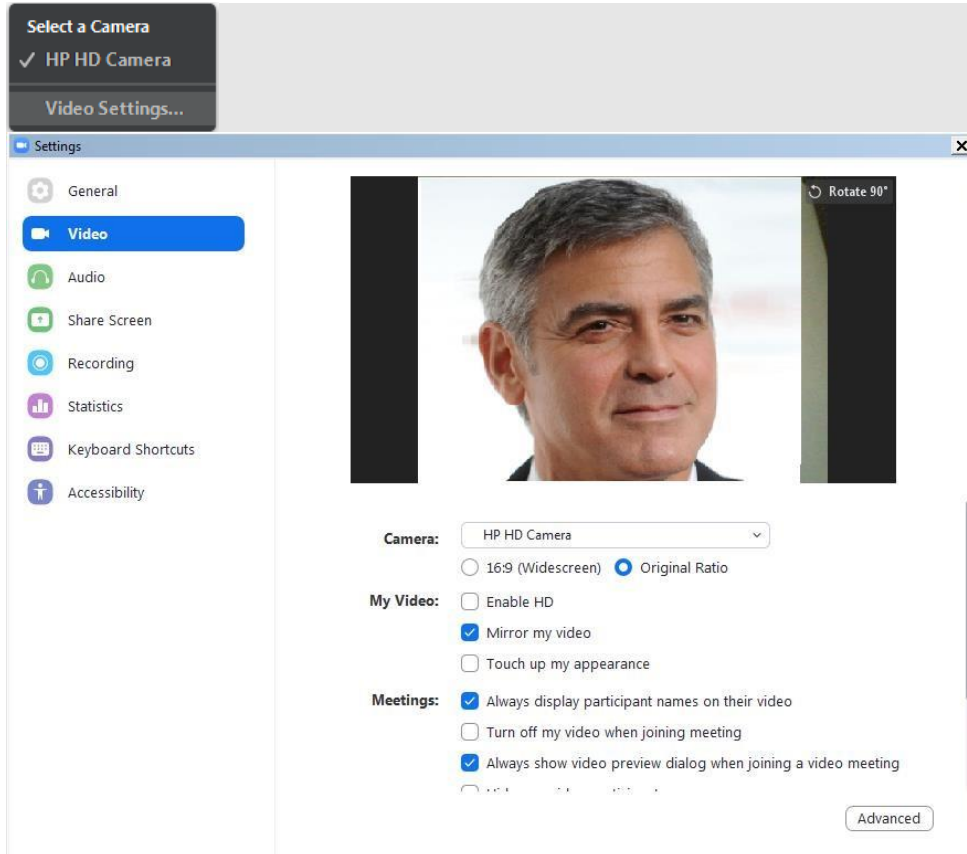 Select a Camera
HP HD Camera
Video Settings...
Settings
General
Video
Audio
Share Screen
Recording
Statistics
Keyboard Shortcuts
Accessibility
Rotate 90°
Camera: HP HD Camera
16:9 (Widescreen) Original Ratio
My Video: Enable HD
Mirror my video
Touch up my appearance
Meetings: Always display participant names on their video
Turn off my video when joining meeting
Always show video preview dialog when joining a video meeting
Advanced